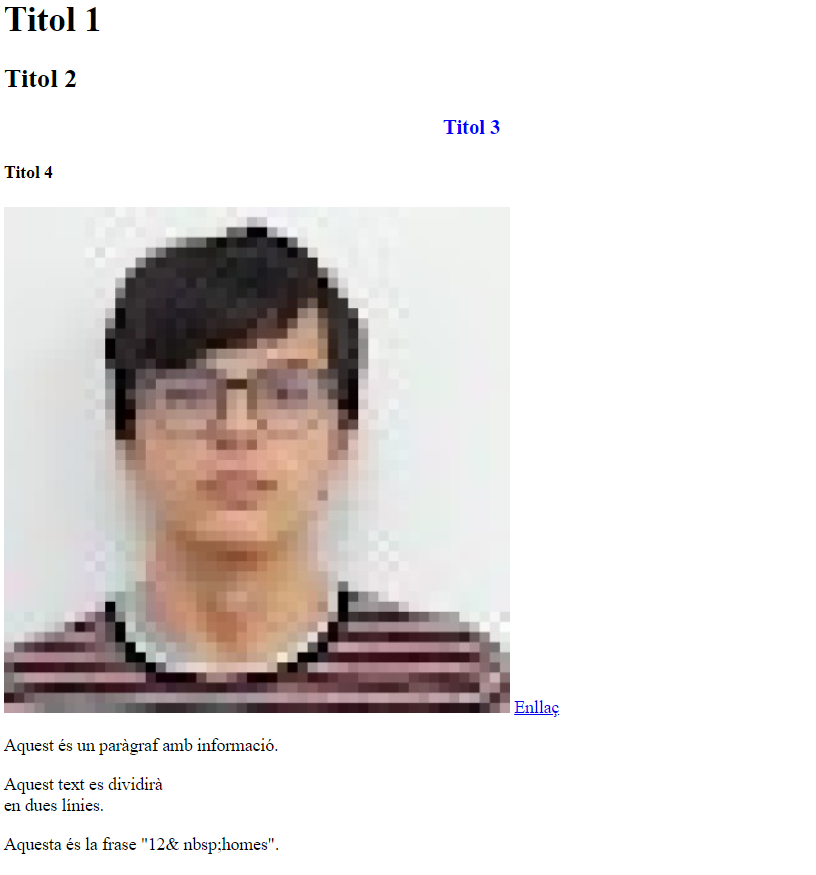 Titol 1
Titol 2
Titol 3
Titol 4
Enllaç
Aquest és un paràgraf amb informació.
Aquest text es dividirà
en dues línies.
Aquesta és la frase "12& nbsp;homes".